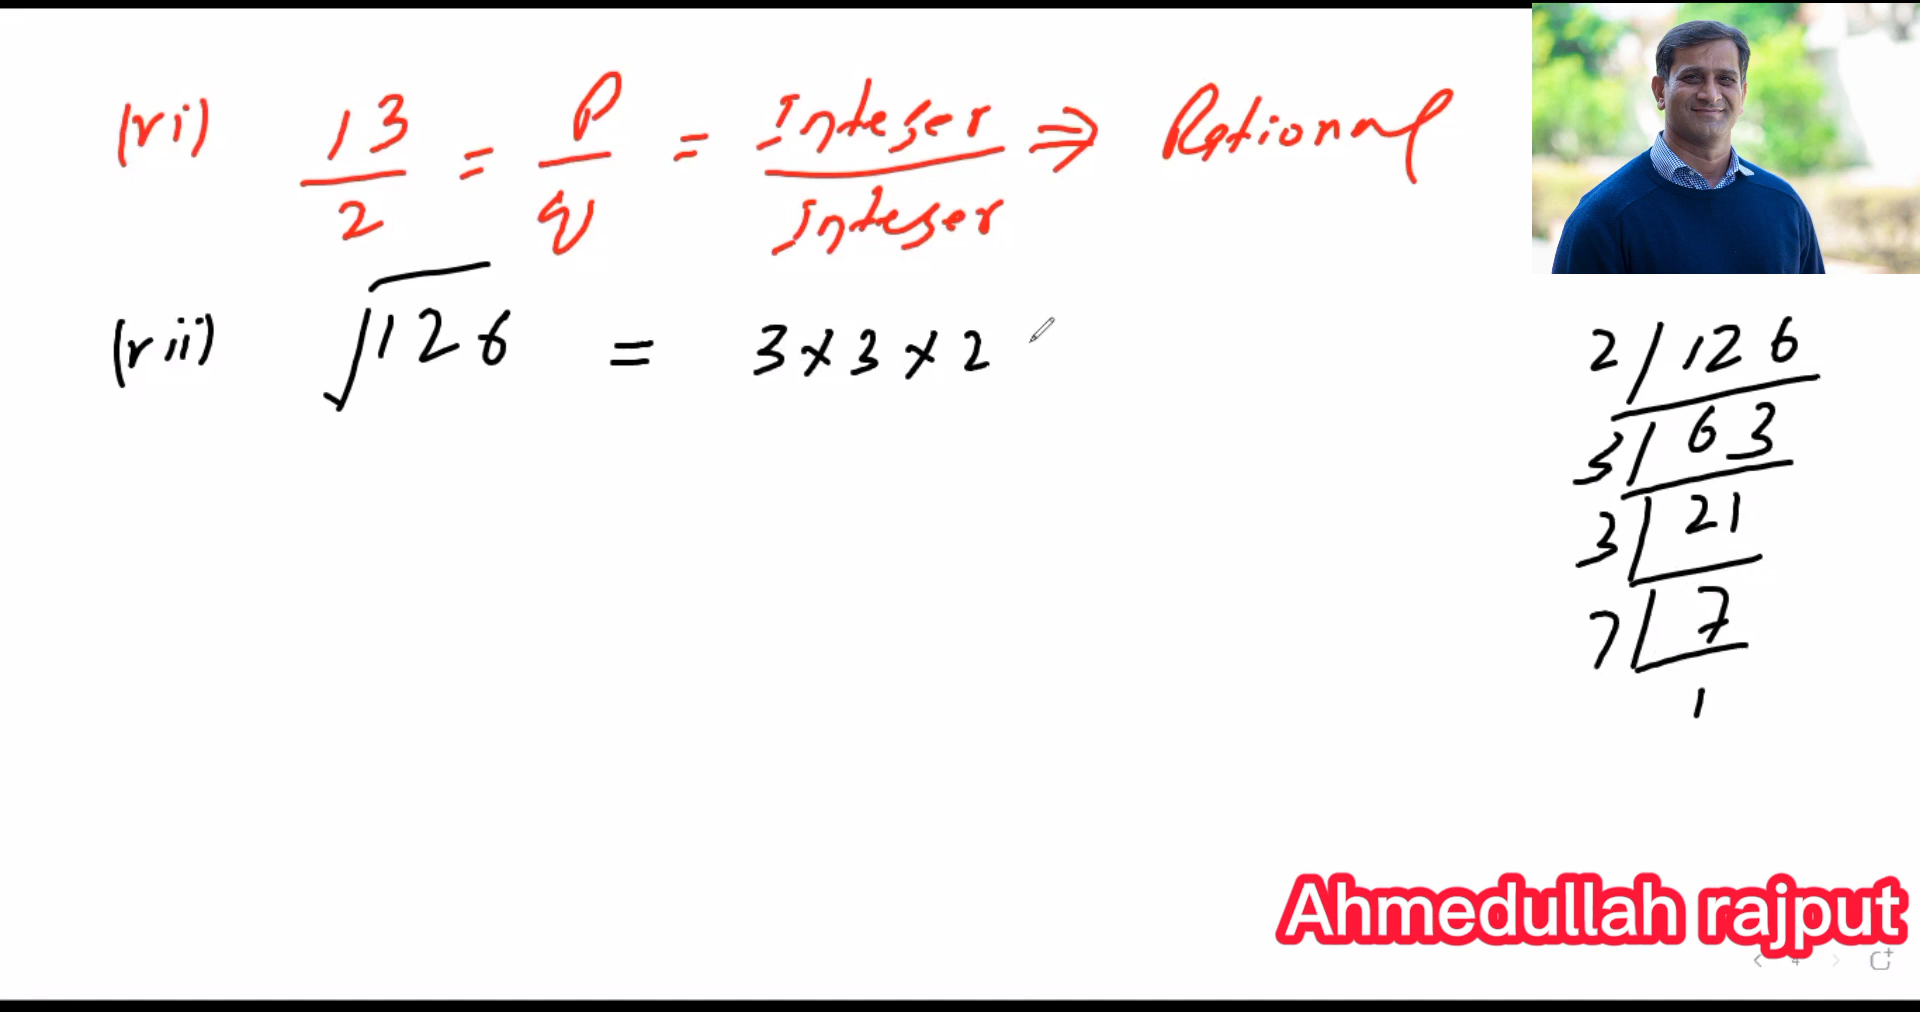 (vi) 13/2 = P/q = Integer/Integer ⇒ Rational
(vii) √126 = 3 × 3 × 2
2 | 126
3 | 63
3 | 21
7 | 7
1
Ahmedullah rajput
< 4 >